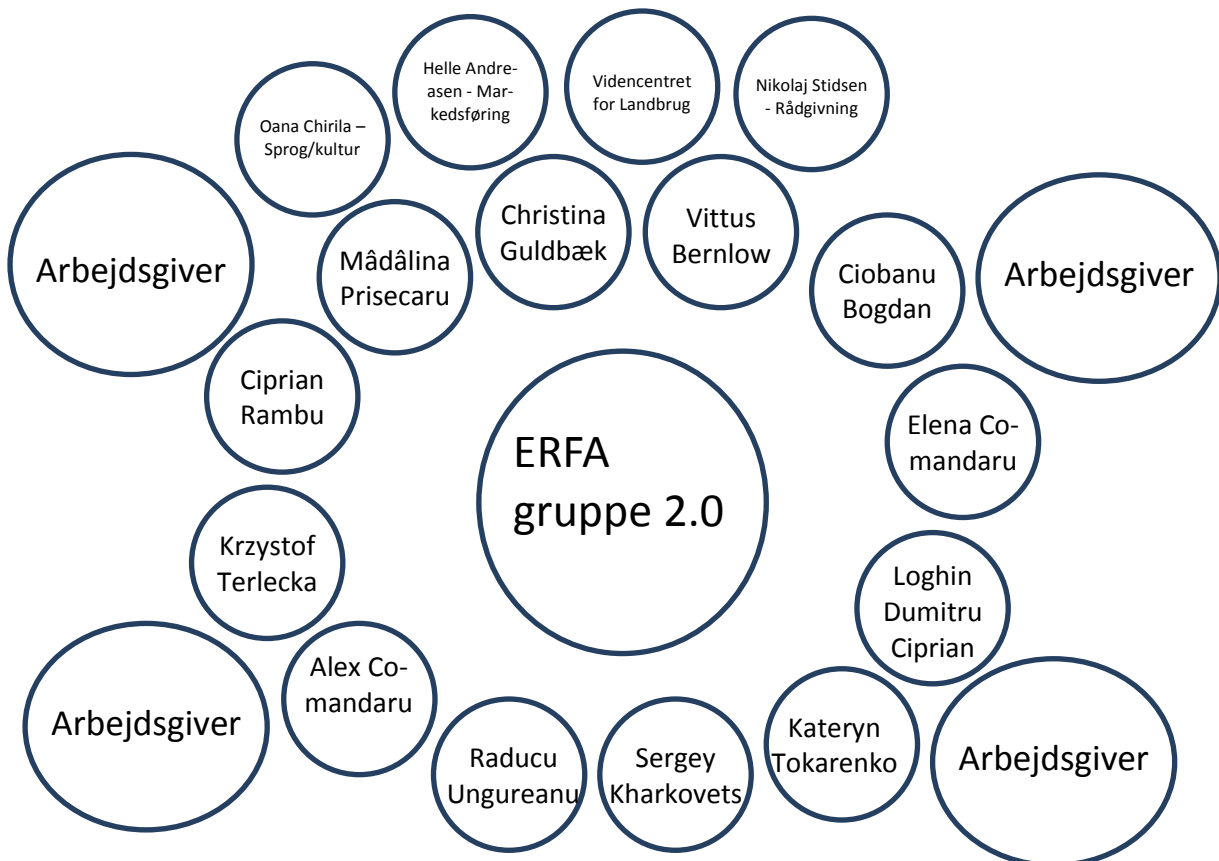 Helle Andre-
asen - Mar-
kedsføring
Videncentret
for Landbrug
Nikolaj Stidsen
- Rådgivning
Oana Chirila –
Sprog/kultur
Arbejdsgiver
Mâdâlina
Prisecaru
Christina
Guldbæk
Vittus
Bernlow
Ciobanu
Bogdan
Arbejdsgiver
Ciprian
Rambu
Elena Co-
mandaru
ERFA
gruppe 2.0
Krzystof
Terlecka
Loghin
Dumitru
Ciprian
Arbejdsgiver
Alex Co-
mandaru
Raducu
Ungureanu
Sergey
Kharkovets
Kateryn
Tokarenko
Arbejdsgiver